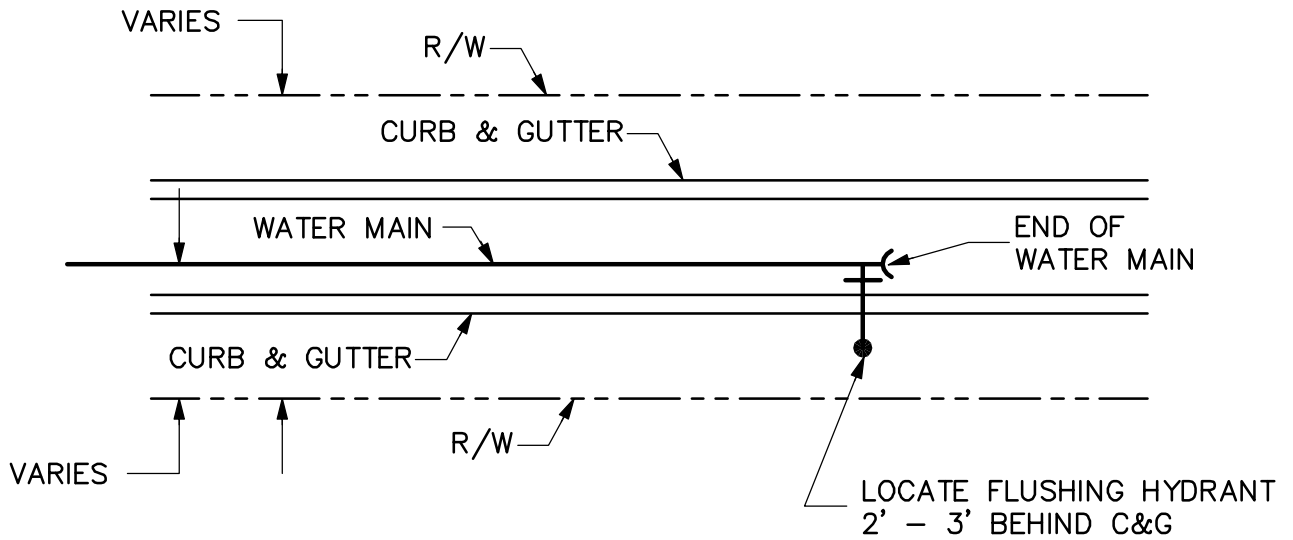 VARIES
R/W
CURB & GUTTER
WATER MAIN
END OF
WATER MAIN
CURB & GUTTER
R/W
VARIES
LOCATE FLUSHING HYDRANT
2' - 3' BEHIND C&G